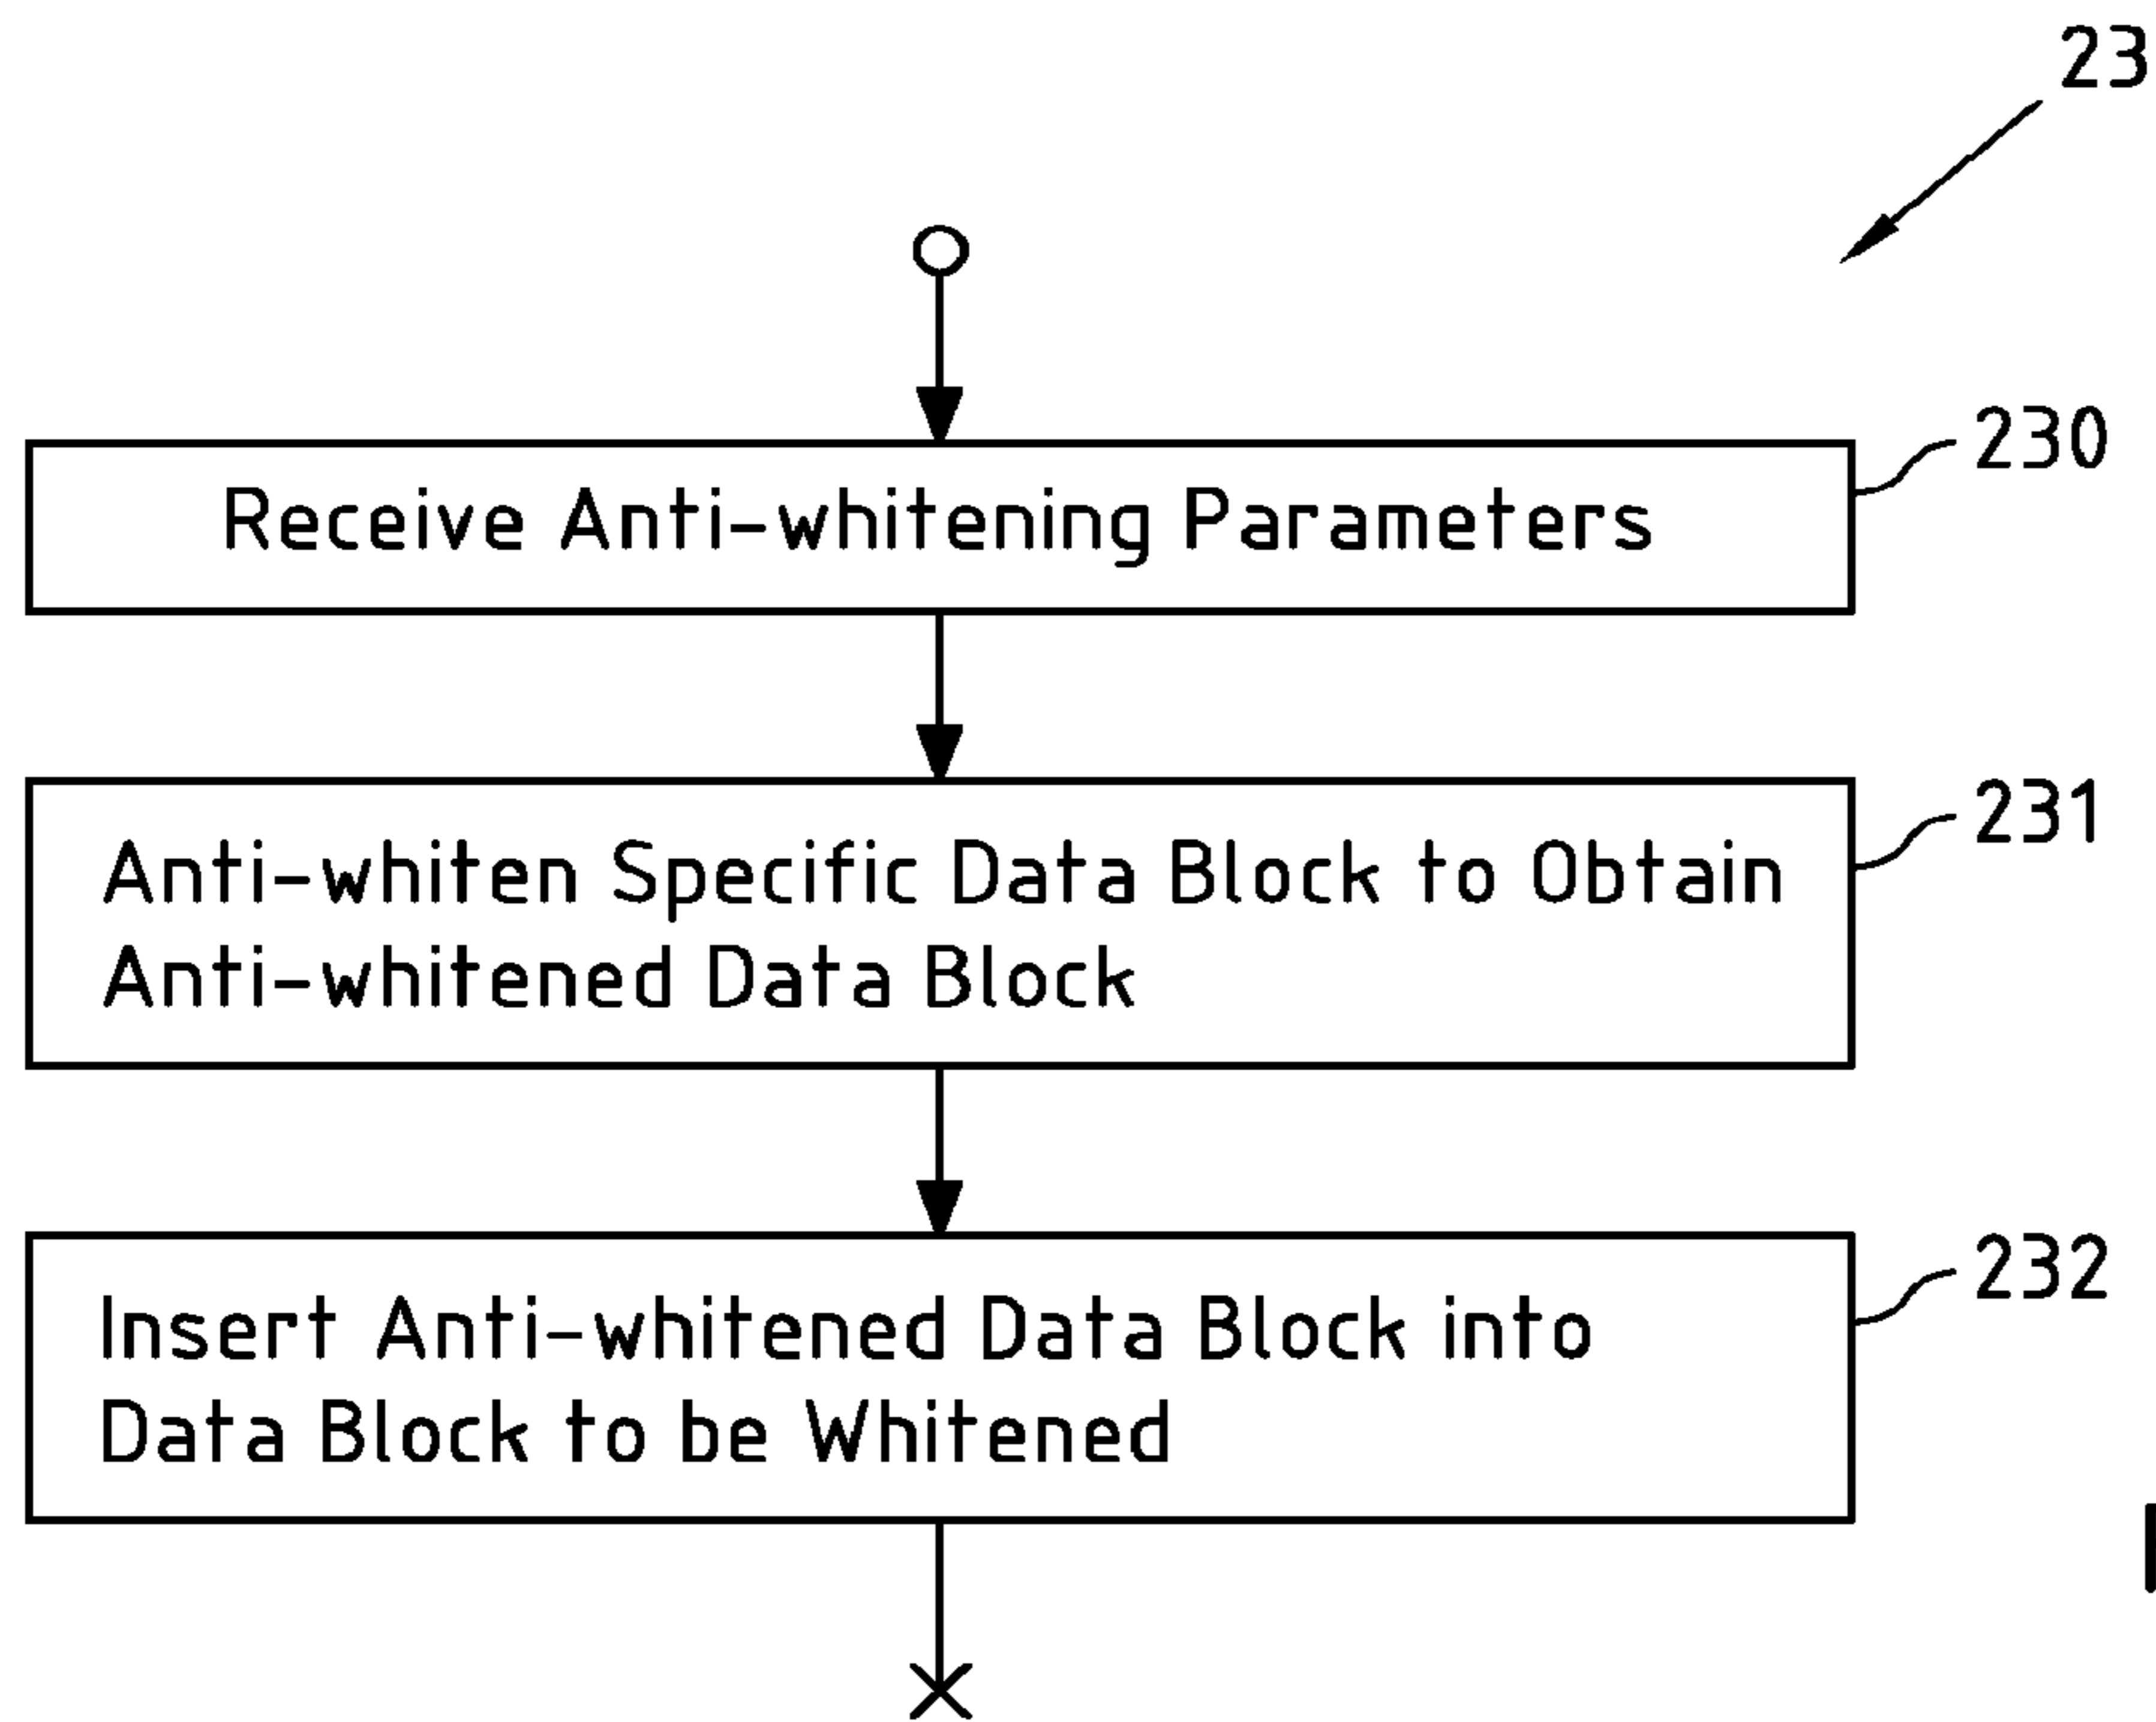 23
230
Receive Anti-whitening Parameters
231
Anti-whiten Specific Data Block to Obtain
Anti-whitened Data Block
232
Insert Anti-whitened Data Block into
Data Block to be Whitened